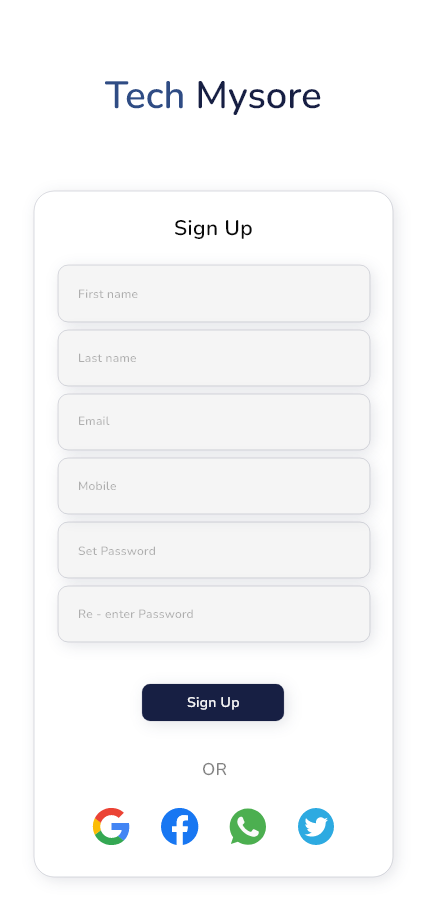 Tech Mysore
Sign Up
First name
Last name
Email
Mobile
Set Password
Re - enter Password
Sign Up
OR